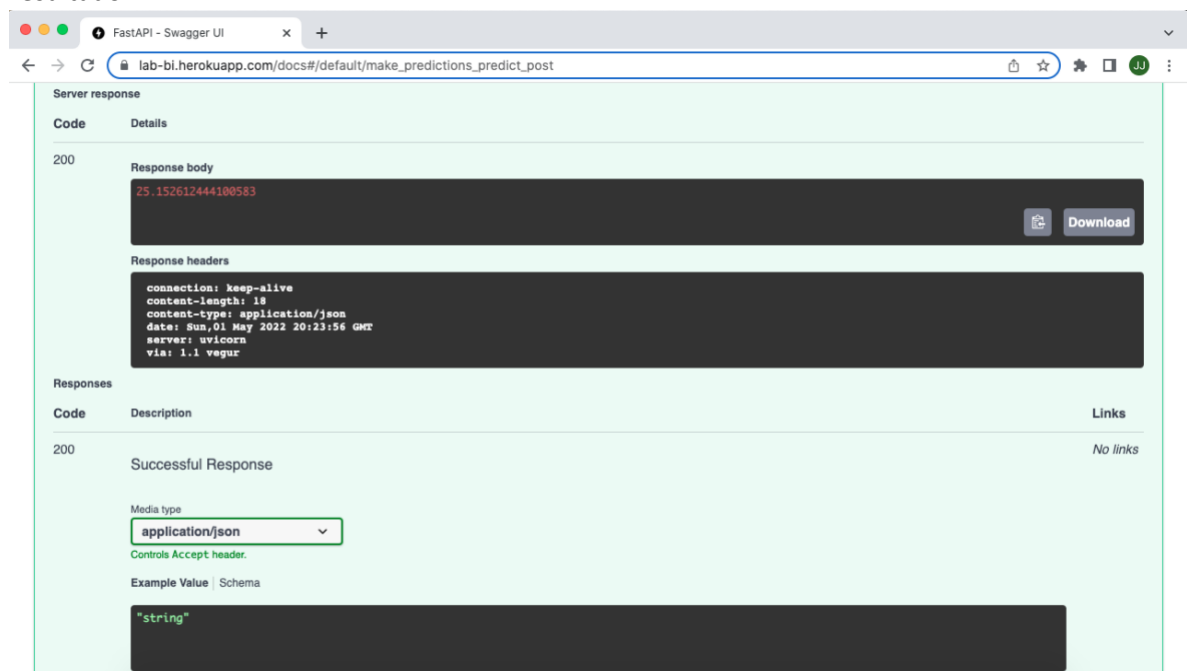 FastAPI - Swagger UI
lab-bi.herokuapp.com/docs#/default/make_predictions_predict_post
JJ
Server response
Code Details
200
Response body
25.152612444100583
Download
Response headers
connection: keep-alive
content-length: 18
content-type: application/json
date: Sun,01 May 2022 20:23:56 GMT
server: uvicorn
via: 1.1 vegur
Responses
Code Description Links
200 No links
Successful Response
Media type
application/json
Controls Accept header.
Example Value Schema
"string"